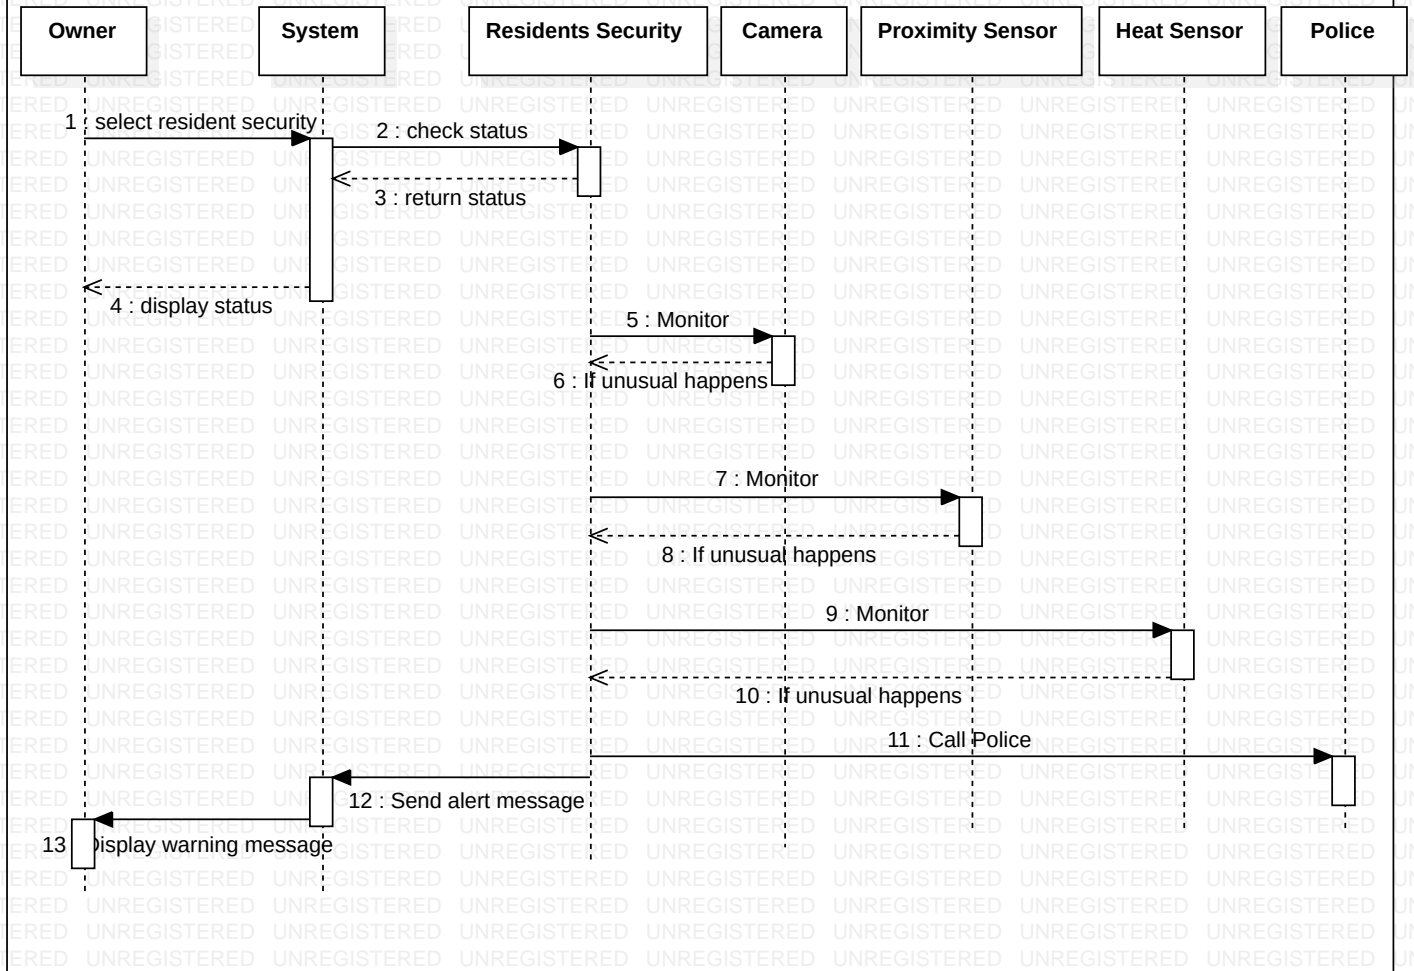 Owner
System
Residents Security
Camera
Proximity Sensor
Heat Sensor
Police
1 : select resident security
2 : check status
3 : return status
4 : display status
5 : Monitor
6 : If unusual happens
7 : Monitor
8 : If unusual happens
9 : Monitor
10 : If unusual happens
11 : Call Police
12 : Send alert message
13 Display warning message
UNREGISTERED